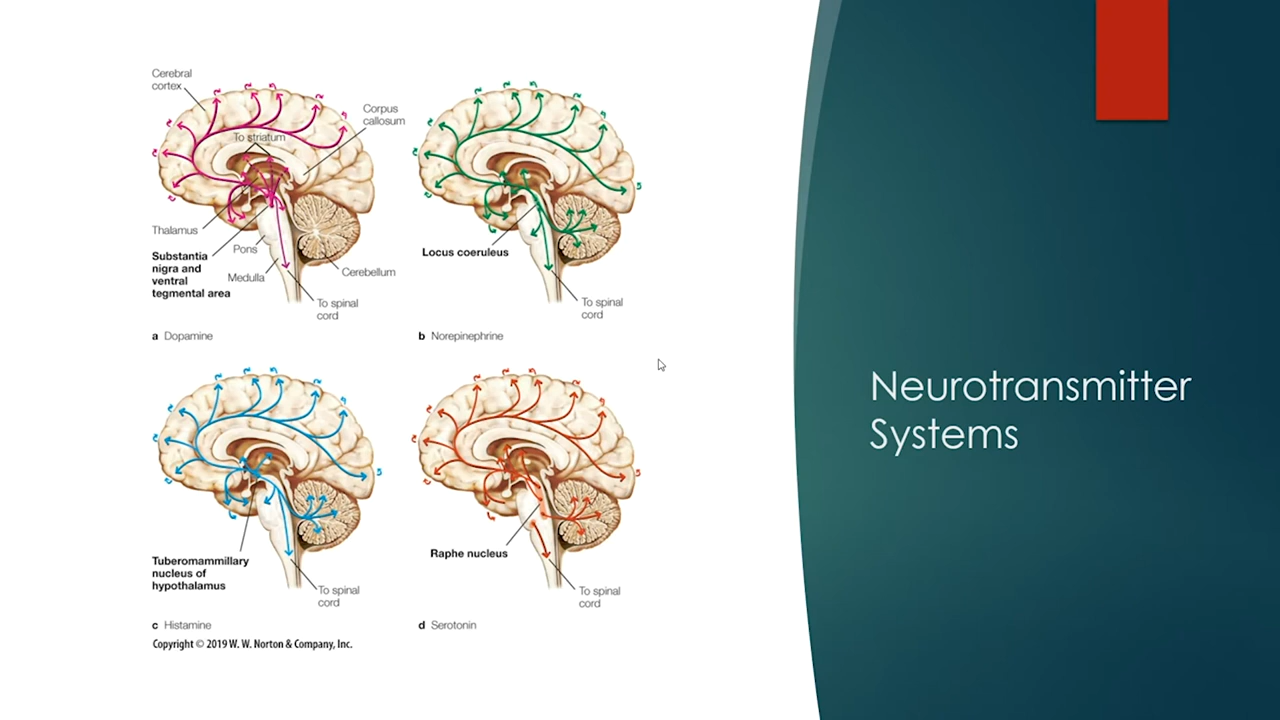 Cerebral
cortex
Corpus
callosum
To striatum
Thalamus
Substantia
nigra and
ventral
tegmental area
Pons
Medulla
Cerebellum
To spinal
cord
a Dopamine
Locus coeruleus
To spinal
cord
b Norepinephrine
Tuberomammillary
nucleus of
hypothalamus
To spinal
cord
c Histamine
Raphe nucleus
To spinal
cord
d Serotonin
Copyright © 2019 W. W. Norton & Company, Inc.
Neurotransmitter
Systems